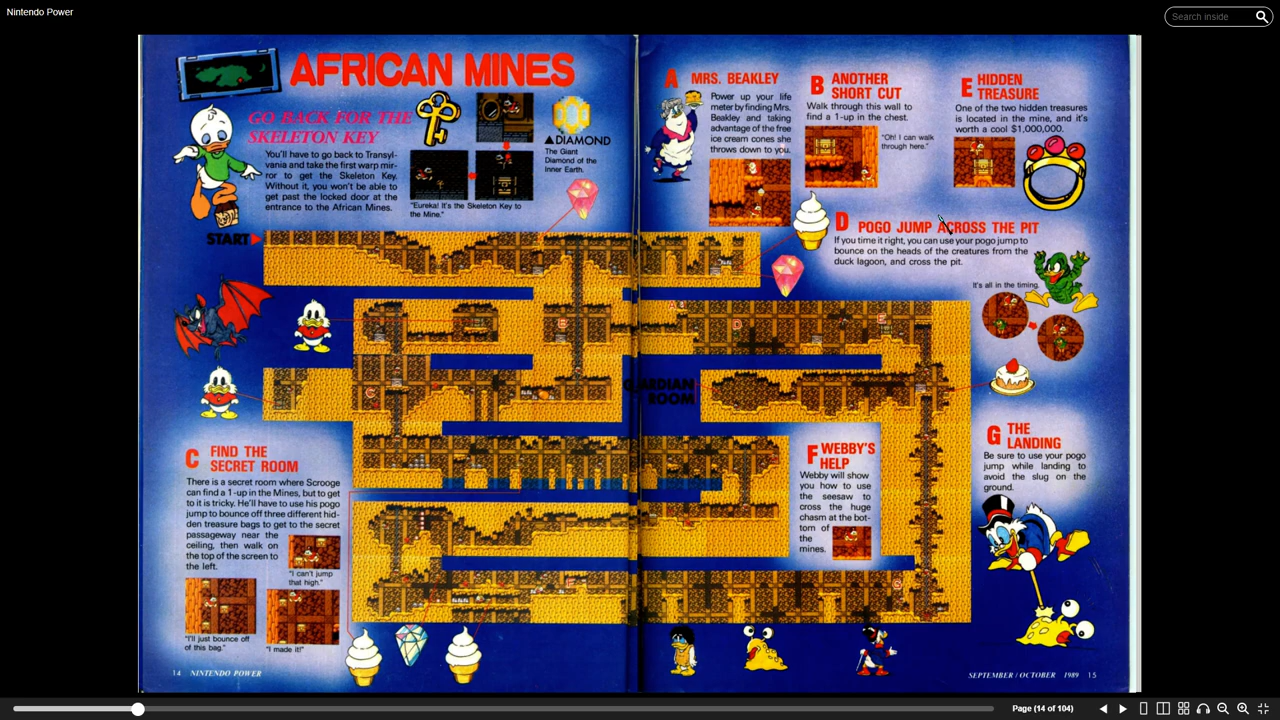 Nintendo Power
Search inside
AFRICAN MINES
GO BACK FOR THE
SKELETON KEY
You'll have to go back to Transyl-
vania and take the first warp mir-
ror to get the Skeleton Key.
Without it, you won't be able to
get past the locked door at the
entrance to the African Mines.
"Eureka! It's the Skeleton Key to
the Mine."
▲DIAMOND
The Giant
Diamond of the
Inner Earth.
START
C FIND THE
SECRET ROOM
There is a secret room where Scrooge
can find a 1-up in the Mines, but to get
to it is tricky. He'll have to use his pogo
jump to bounce off three different hid-
den treasure bags to get to the secret
passageway near the
ceiling, then walk on
the top of the screen to
the left.
"I can't jump
that high."
"I'll just bounce off
of this bag."
"I made it!"
14 NINTENDO POWER
A MRS. BEAKLEY
Power up your life
meter by finding Mrs.
Beakley and taking
advantage of the free
ice cream cones she
throws down to you.
B ANOTHER
SHORT CUT
Walk through this wall to
find a 1-up in the chest.
"Oh! I can walk
through here."
E HIDDEN
TREASURE
One of the two hidden treasures
is located in the mine, and it's
worth a cool $1,000,000.
D POGO JUMP ACROSS THE PIT
If you time it right, you can use your pogo jump to
bounce on the heads of the creatures from the
duck lagoon, and cross the pit.
It's all in the timing.
A
B
D
E
C
GUARDIAN
ROOM
F
G
F WEBBY'S
HELP
Webby will show
you how to use
the seesaw to
cross the huge
chasm at the bot-
tom of
the
mines.
G THE
LANDING
Be sure to use your pogo
jump while landing to
avoid the slug on the
ground.
SEPTEMBER/OCTOBER 1989 15
Page (14 of 104)